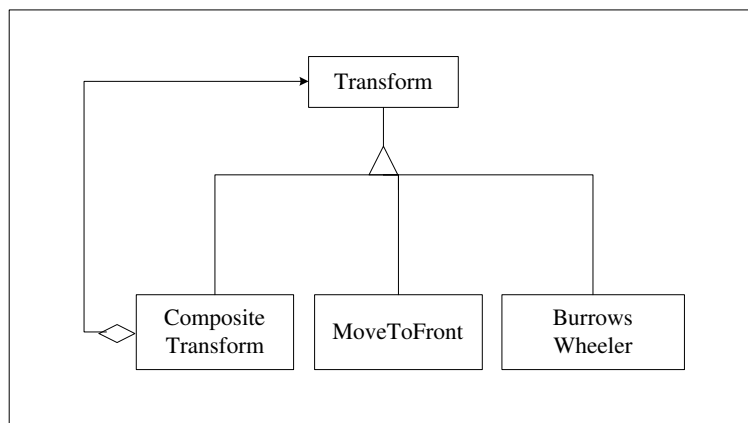 Transform
Composite
Transform
MoveToFront
Burrows
Wheeler